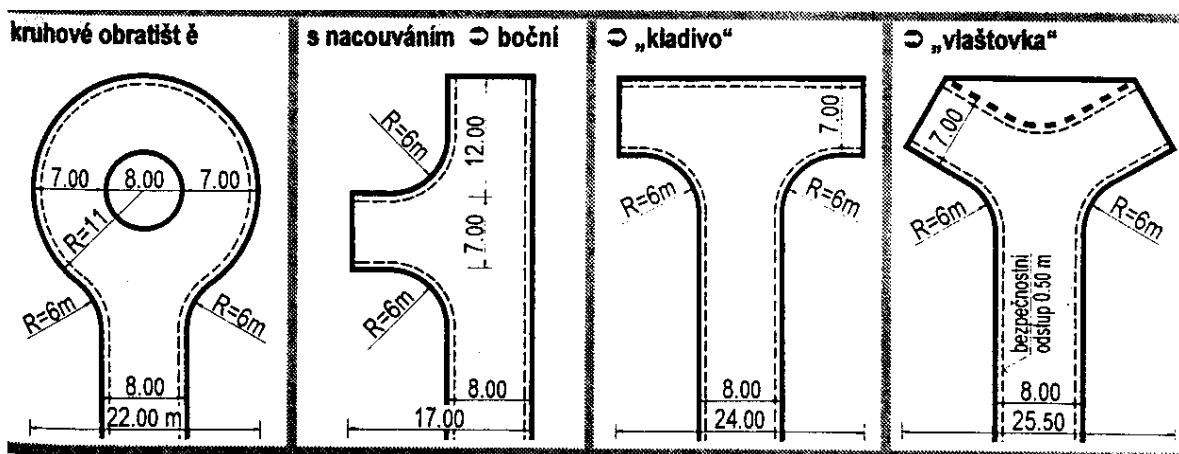 kruhové obratišt ě
7.00 8.00 7.00
R=11
R=6m R=6m
8.00
22.00 m
s nacouváním ➲ boční
R=6m
12.00
7.00
R=6m
8.00
17.00
➲ „kladivo“
7.00
R=6m R=6m
8.00
24.00
➲ „vlaštovka“
7.00
R=6m R=6m
bezpečnostní
odstup 0.50 m
8.00
25.50